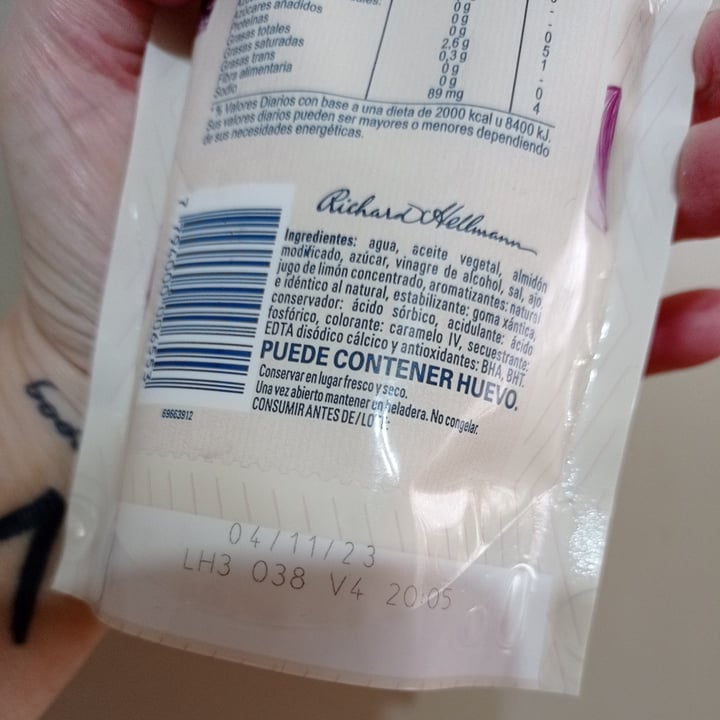 Azúcares añadidos 0 g
Proteínas 0 g 0
Grasas totales 2,6 g 5
Grasas saturadas 0,3 g 1
Grasas trans 0 g -
Fibra alimentaria 0 g 0
Sodio 89 mg 4
* % Valores Diarios con base a una dieta de 2000 kcal u 8400 kJ.
Sus valores diarios pueden ser mayores o menores dependiendo
de sus necesidades energéticas.
Richard Hellmann
Ingredientes: agua, aceite vegetal, almidón
modificado, azúcar, vinagre de alcohol, sal, ajo,
jugo de limón concentrado, aromatizantes: natural
e idéntico al natural, estabilizante: goma xántica,
conservador: ácido sórbico, acidulante: ácido
fosfórico, colorante: caramelo IV, secuestrante:
EDTA disódico cálcico y antioxidantes: BHA, BHT.
PUEDE CONTENER HUEVO.
Conservar en lugar fresco y seco.
Una vez abierto mantener en heladera. No congelar.
CONSUMIR ANTES DE/LOTE:
69663912
04/11/23
LH3 038 V4 20:05